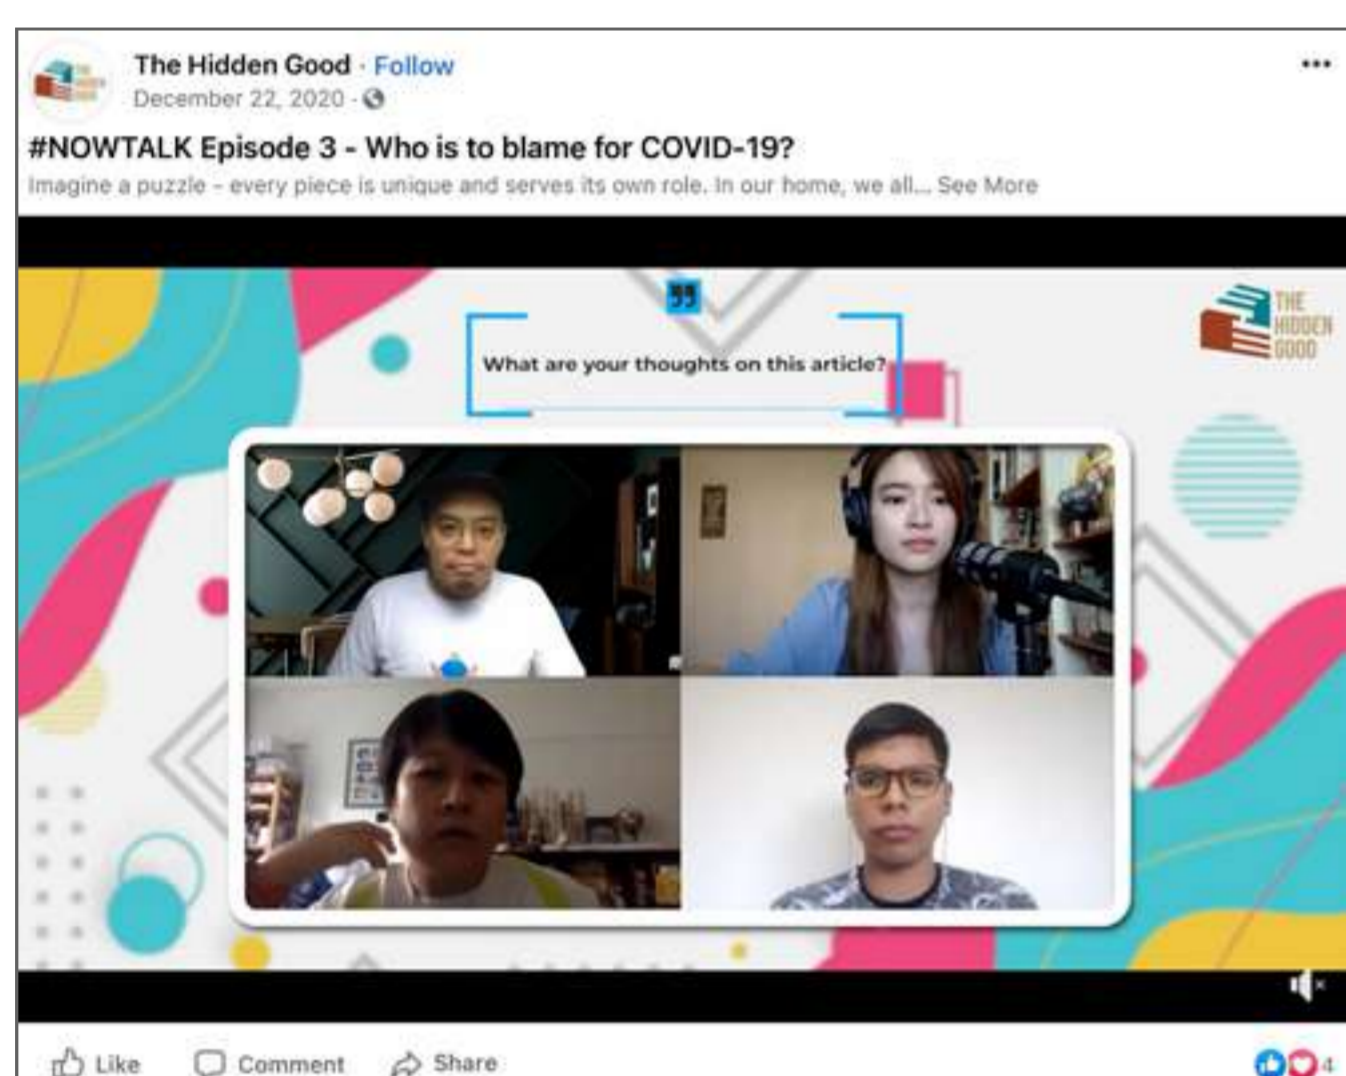 The Hidden Good · Follow
December 22, 2020 ·
#NOWTALK Episode 3 - Who is to blame for COVID-19?
Imagine a puzzle – every piece is unique and serves its own role. In our home, we all... See More
What are your thoughts on this article?
THE
HIDDEN
GOOD
Like Comment Share 4